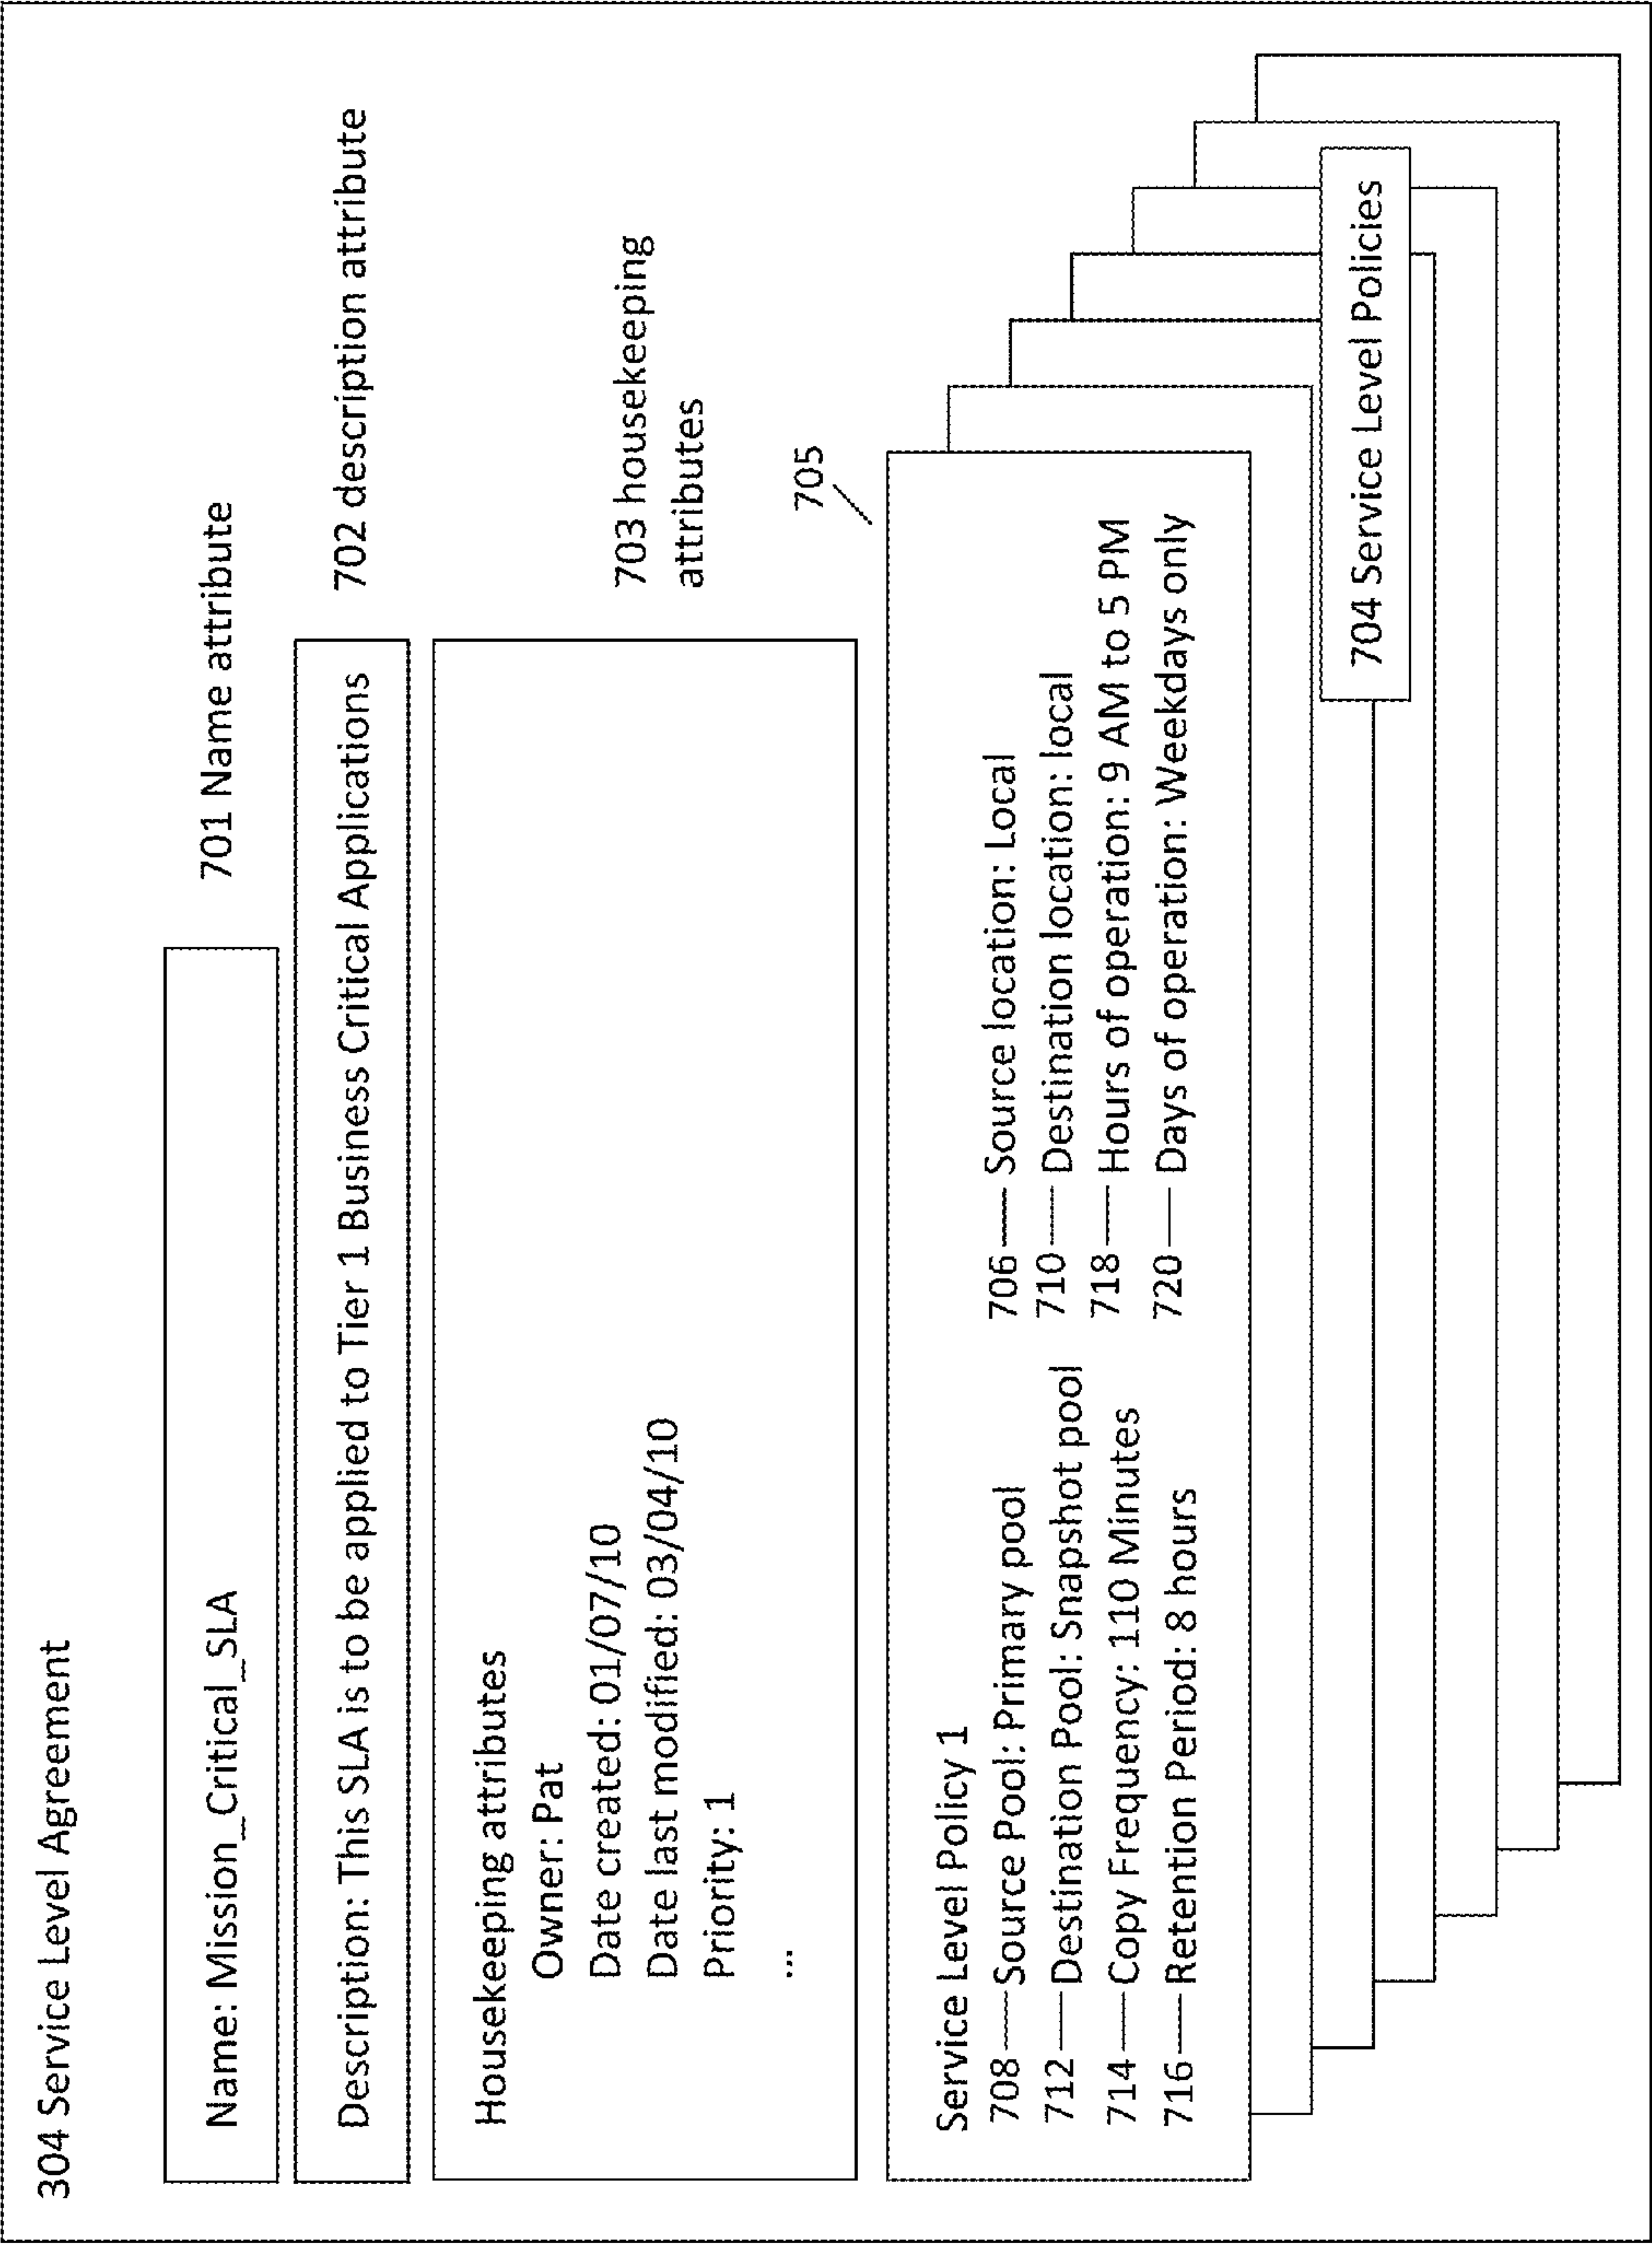 304 Service Level Agreement
Name: Mission_Critical_SLA
701 Name attribute
Description: This SLA is to be applied to Tier 1 Business Critical Applications
702 description attribute
Housekeeping attributes
Owner: Pat
Date created: 01/07/10
Date last modified: 03/04/10
Priority: 1
...
703 housekeeping
attributes
705
Service Level Policy 1
708 Source Pool: Primary pool
712 Destination Pool: Snapshot pool
714 Copy Frequency: 110 Minutes
716 Retention Period: 8 hours
706 Source location: Local
710 Destination location: local
718 Hours of operation: 9 AM to 5 PM
720 Days of operation: Weekdays only
704 Service Level Policies